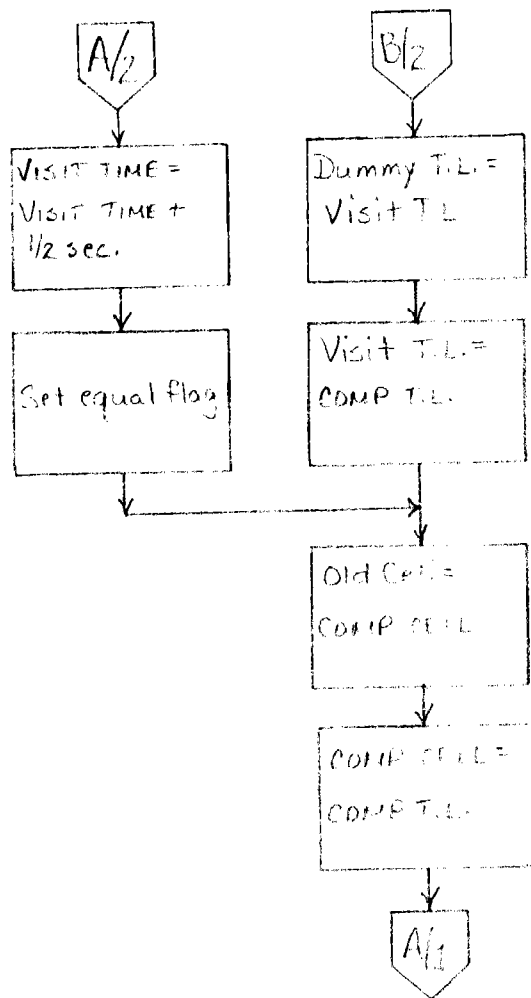 A/2
VISIT TIME =
VISIT TIME +
1/2 sec.
Set equal flag
B/2
Dummy T.L. =
Visit T.L
Visit T.L. =
COMP T.L.
Old Cell =
COMP CELL
COMP CELL =
COMP T.L.
A/1